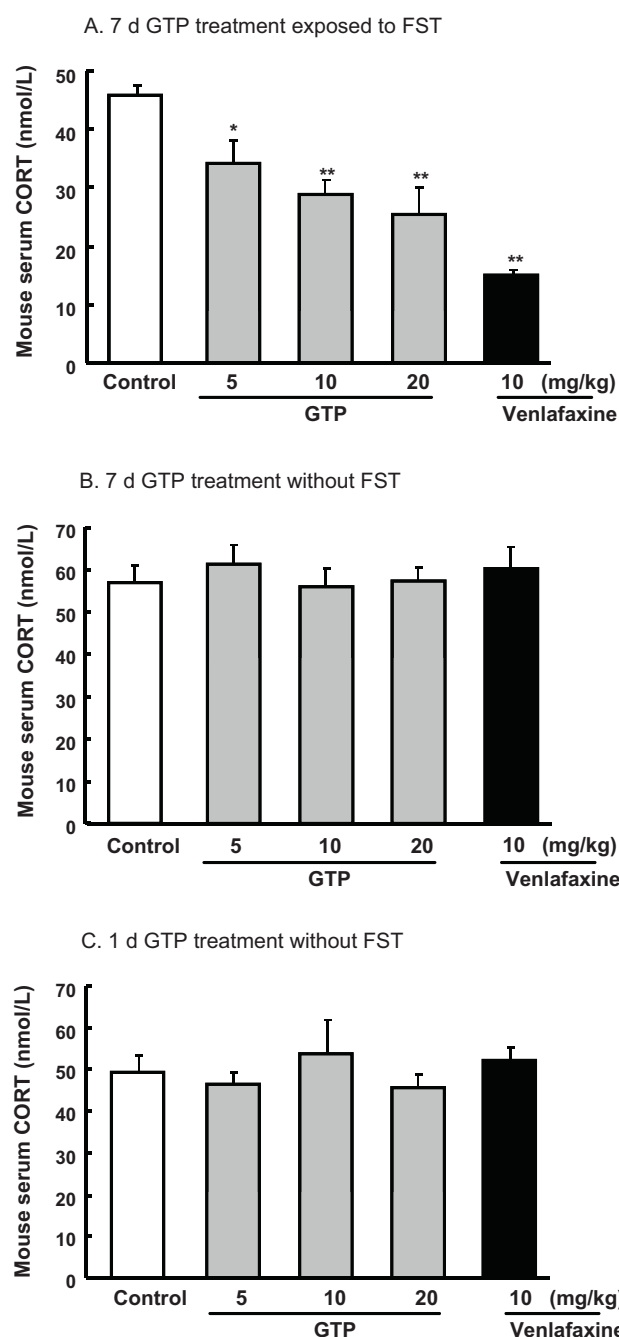 A. 7 d GTP treatment exposed to FST
Mouse serum CORT (nmol/L)
50
40
30
20
10
0
*
**
**
**
Control 5 10 20 10 (mg/kg)
GTP Venlafaxine
B. 7 d GTP treatment without FST
Mouse serum CORT (nmol/L)
70
60
50
40
30
20
10
0
Control 5 10 20 10 (mg/kg)
GTP Venlafaxine
C. 1 d GTP treatment without FST
Mouse serum CORT (nmol/L)
70
60
50
40
30
20
10
0
Control 5 10 20 10 (mg/kg)
GTP Venlafaxine